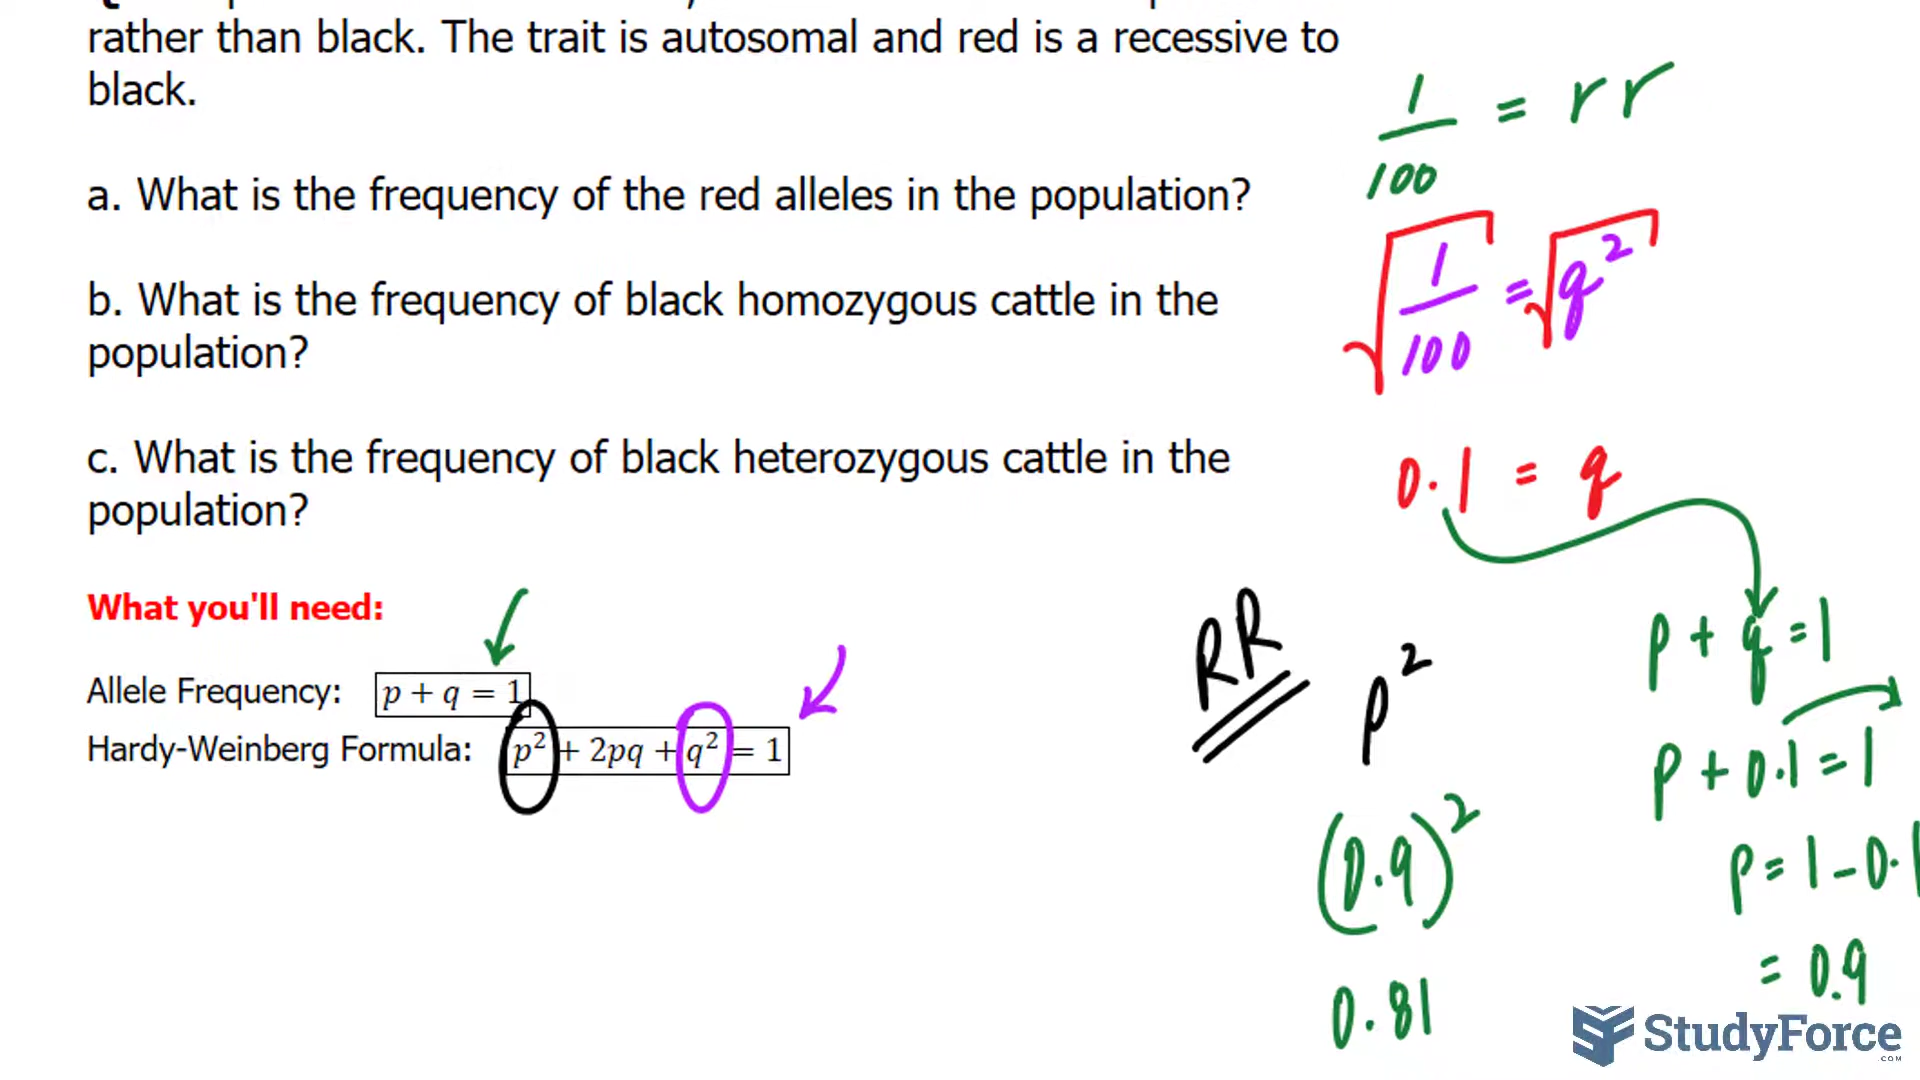 rather than black. The trait is autosomal and red is a recessive to
black.
a. What is the frequency of the red alleles in the population?
b. What is the frequency of black homozygous cattle in the
population?
c. What is the frequency of black heterozygous cattle in the
population?
What you'll need:
Allele Frequency: p + q = 1
Hardy-Weinberg Formula: p² + 2pq + q² = 1
1/100 = rr
√(1/100) = √(q²)
0.1 = q
RR
p²
(0.9)²
0.81
p + q = 1
p + 0.1 = 1
p = 1 - 0.1
= 0.9
StudyForce
.COM